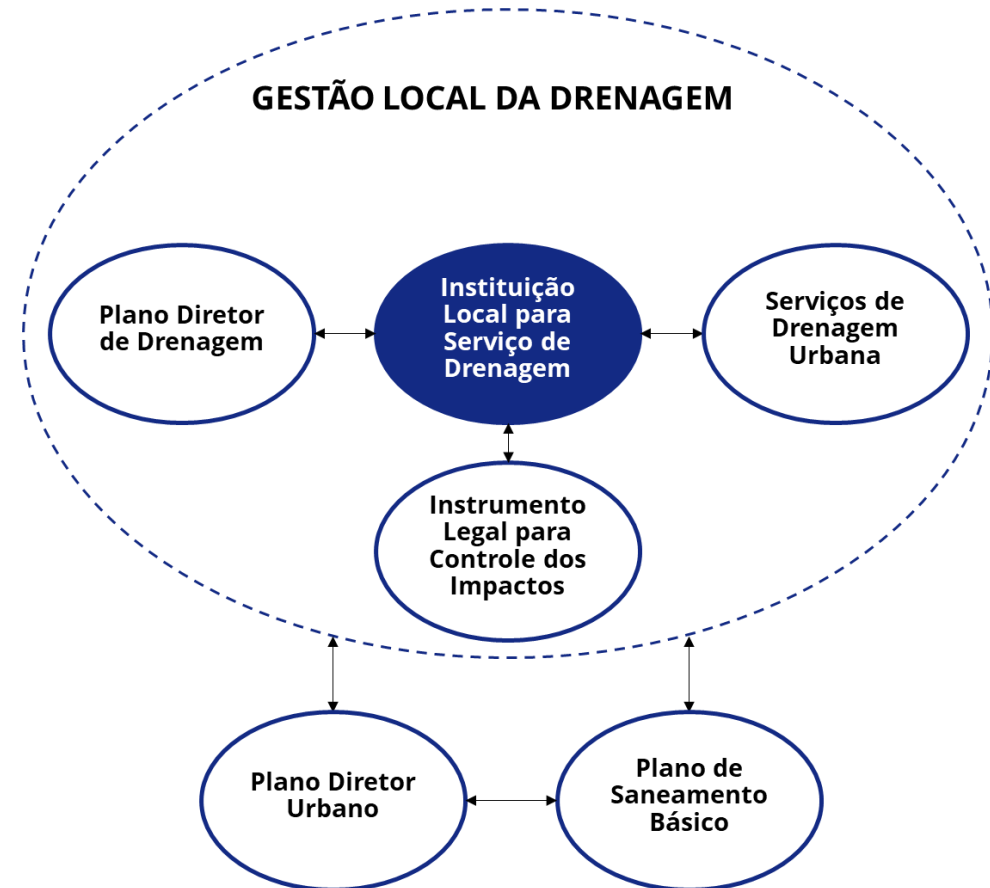 GESTÃO LOCAL DA DRENAGEM
Plano Diretor
de Drenagem
Instituição
Local para
Serviço de
Drenagem
Serviços de
Drenagem
Urbana
Instrumento
Legal para
Controle dos
Impactos
Plano Diretor
Urbano
Plano de
Saneamento
Básico